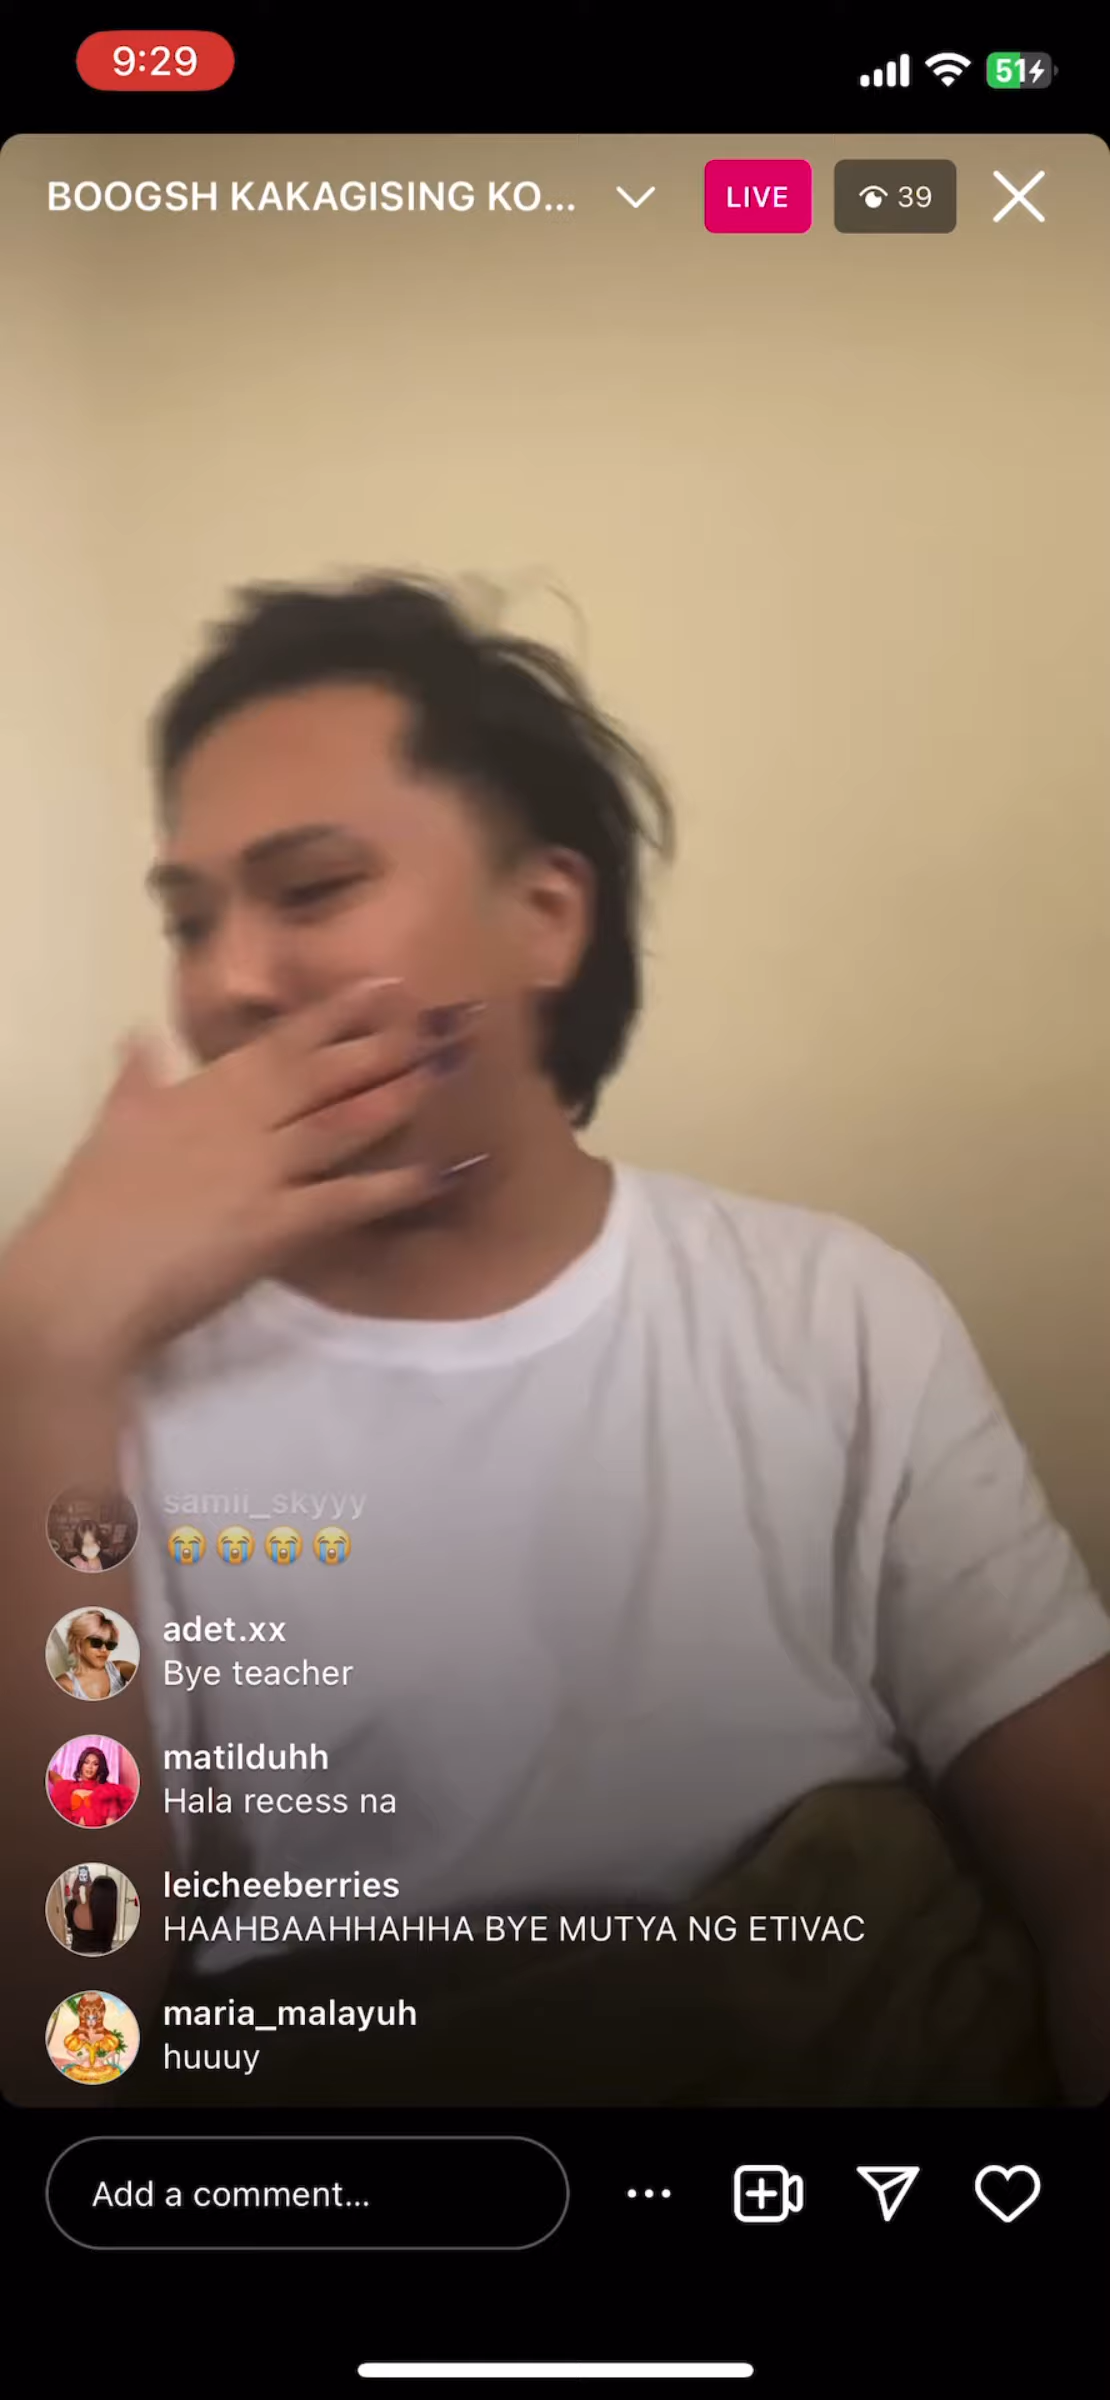 9:29
51
BOOGSH KAKAGISING KO...
LIVE
39
samii_skyyy
😭😭😭😭
adet.xx
Bye teacher
matilduhh
Hala recess na
leicheeberries
HAAHBAAHHAHHA BYE MUTYA NG ETIVAC
maria_malayuh
huuuy
Add a comment...